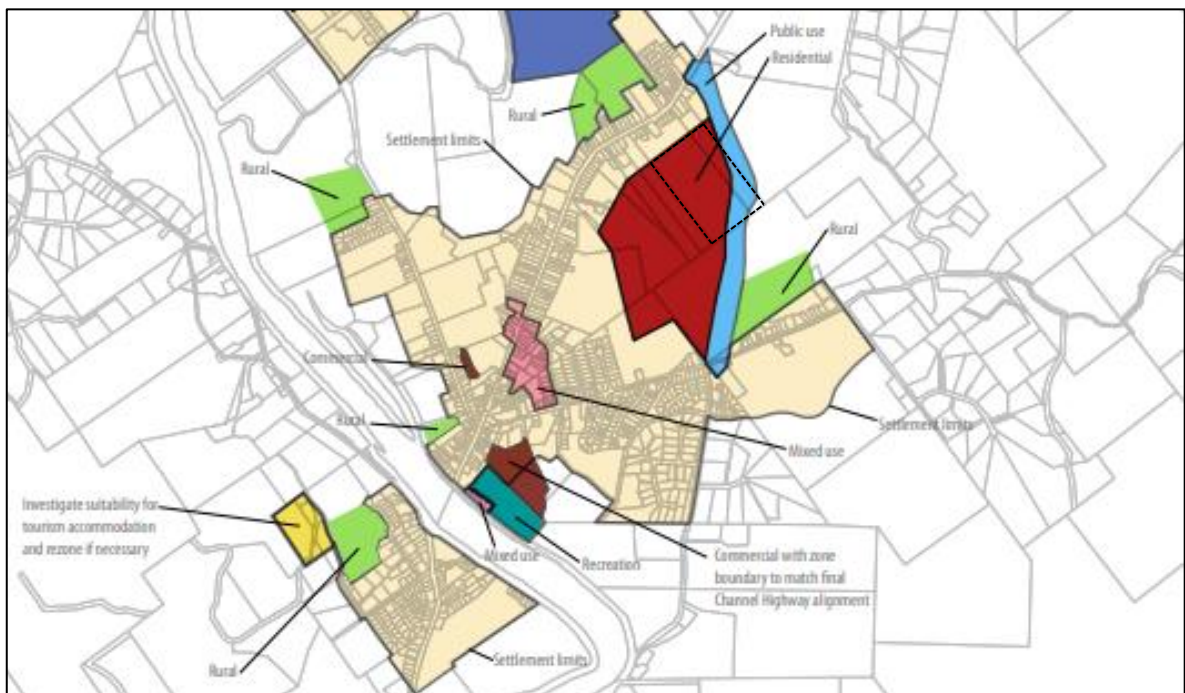 Public use
Residential
Rural
Settlement limits
Rural
Rural
Commercial
Rural
Settlement limits
Mixed use
Investigate suitability for
tourism accommodation
and rezone if necessary
Mixed use
Recreation
Commercial with zone
boundary to match final
Channel Highway alignment
Rural
Settlement limits